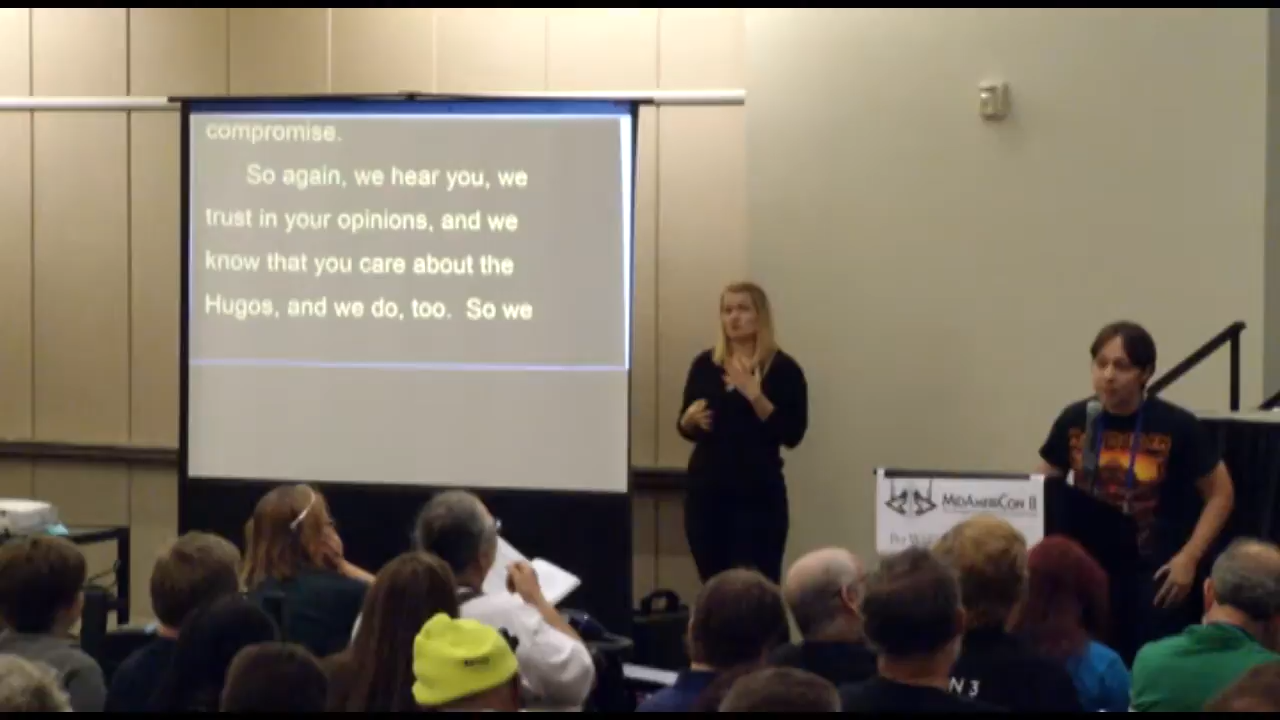 compromise.
So again, we hear you, we
trust in your opinions, and we
know that you care about the
Hugos, and we do, too. So we
MIDAMERICON II
N 3